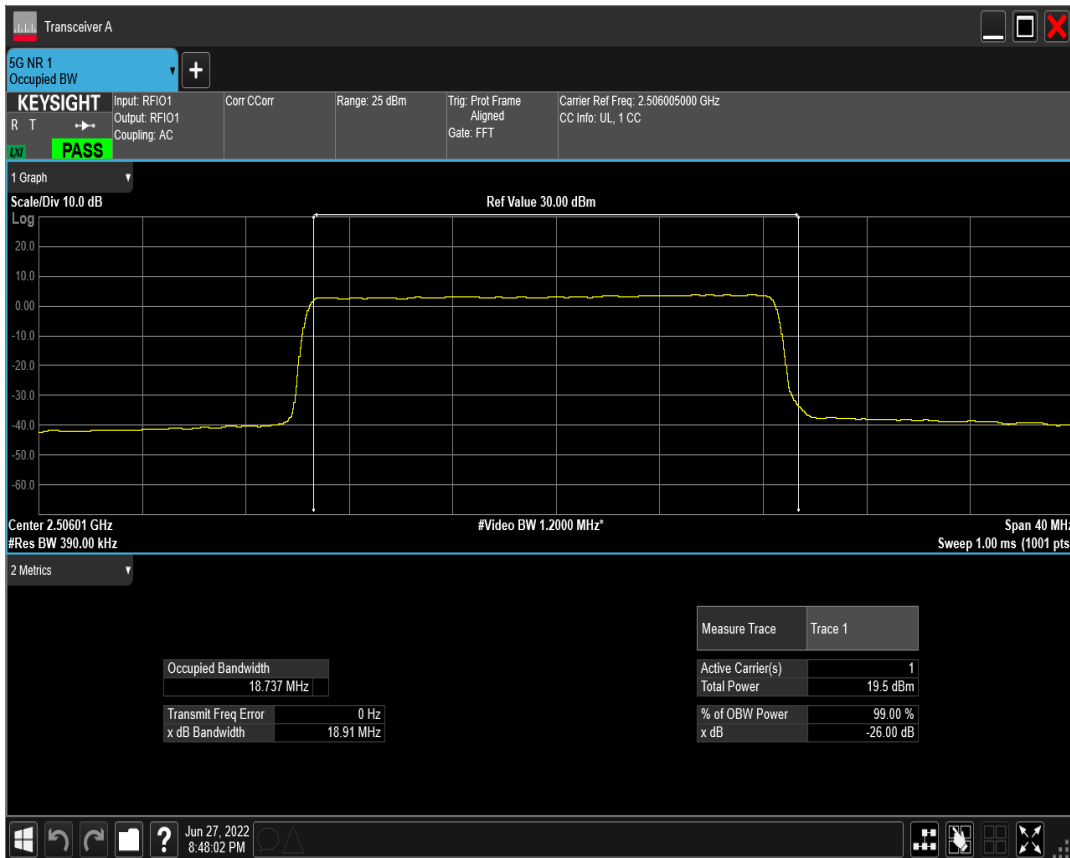 Transceiver A
5G NR 1
Occupied BW
+
KEYSIGHT
R T
LXI
PASS
Input: RFIO1
Output: RFIO1
Coupling: AC
Corr CCorr
Range: 25 dBm
Trig: Prot Frame
Aligned
Gate: FFT
Carrier Ref Freq: 2.506005000 GHz
CC Info: UL, 1 CC
1 Graph
Scale/Div 10.0 dB
Ref Value 30.00 dBm
Log
20.0
10.0
0.00
-10.0
-20.0
-30.0
-40.0
-50.0
-60.0
Center 2.50601 GHz
#Video BW 1.2000 MHz*
Span 40 MHz
#Res BW 390.00 kHz
Sweep 1.00 ms (1001 pts
2 Metrics
Measure Trace Trace 1
Occupied Bandwidth
18.737 MHz
Active Carrier(s) 1
Total Power 19.5 dBm
Transmit Freq Error 0 Hz
x dB Bandwidth 18.91 MHz
% of OBW Power 99.00 %
x dB -26.00 dB
?
Jun 27, 2022
8:48:02 PM